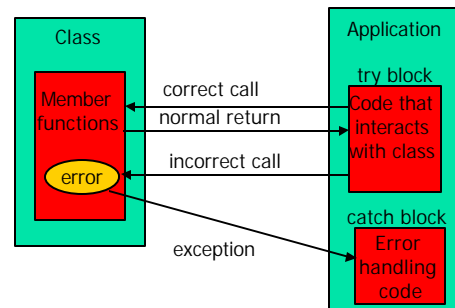 Class
Application
Member
functions
error
correct call
normal return
incorrect call
exception
try block
Code that
interacts
with class
catch block
Error
handling
code